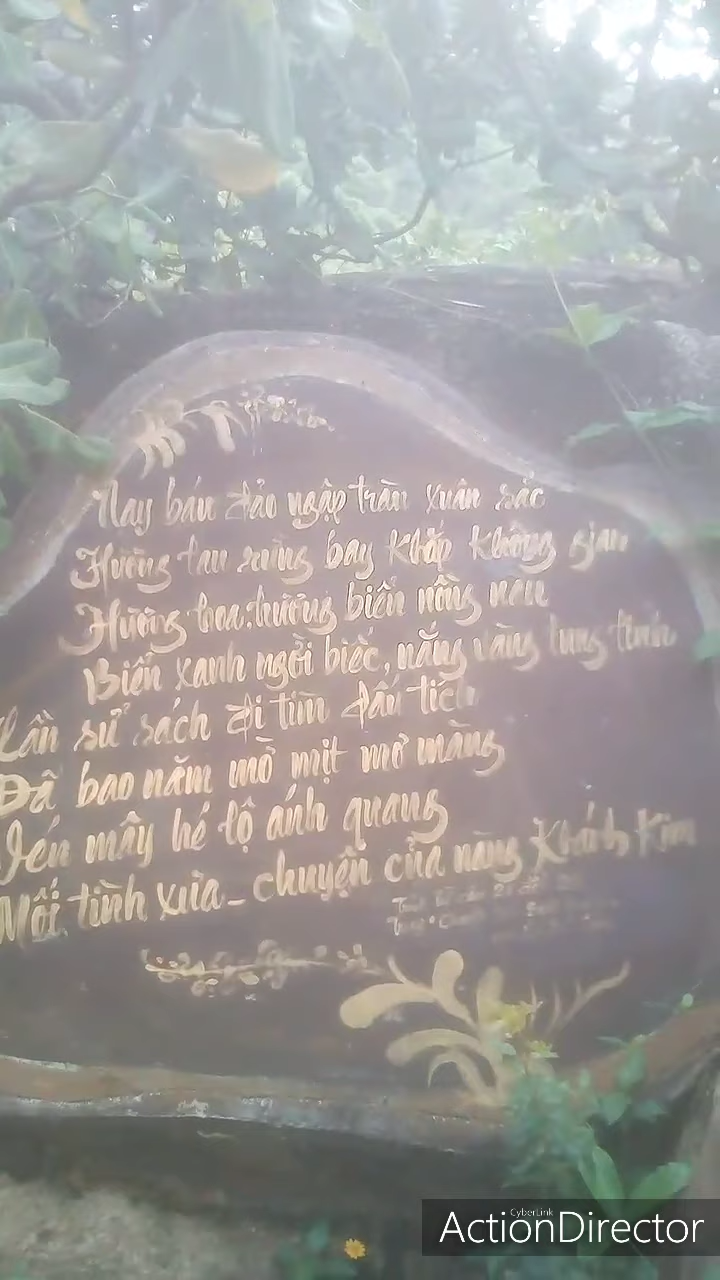 Nay bán đảo ngập tràn xuân sắc
Hương lan rừng bay khắp không gian
Hương hoa, hương biển nồng nàn
Biển xanh ngời biếc, nắng vàng lung linh
Lần sử sách đi tìm dấu tích
Đã bao năm mờ mịt mơ màng
Vén mây hé lộ ánh quang
Mối tình xưa - chuyện của nàng Khánh Kim
CyberLink
ActionDirector